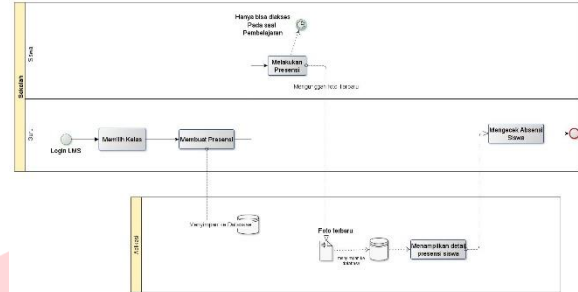 Hanya bisa diakses
Pada saat
Pembelajaran
Siswa
Melakukan
Presensi
Mengunggah foto terbaru
Sekolah
Guru
Login LMS
Memilih Kelas
Membuat Presensi
Mengecek Absensi
Siswa
Menyimpan ke Database
Foto terbaru
database
Menampilkan detail
presensi siswa